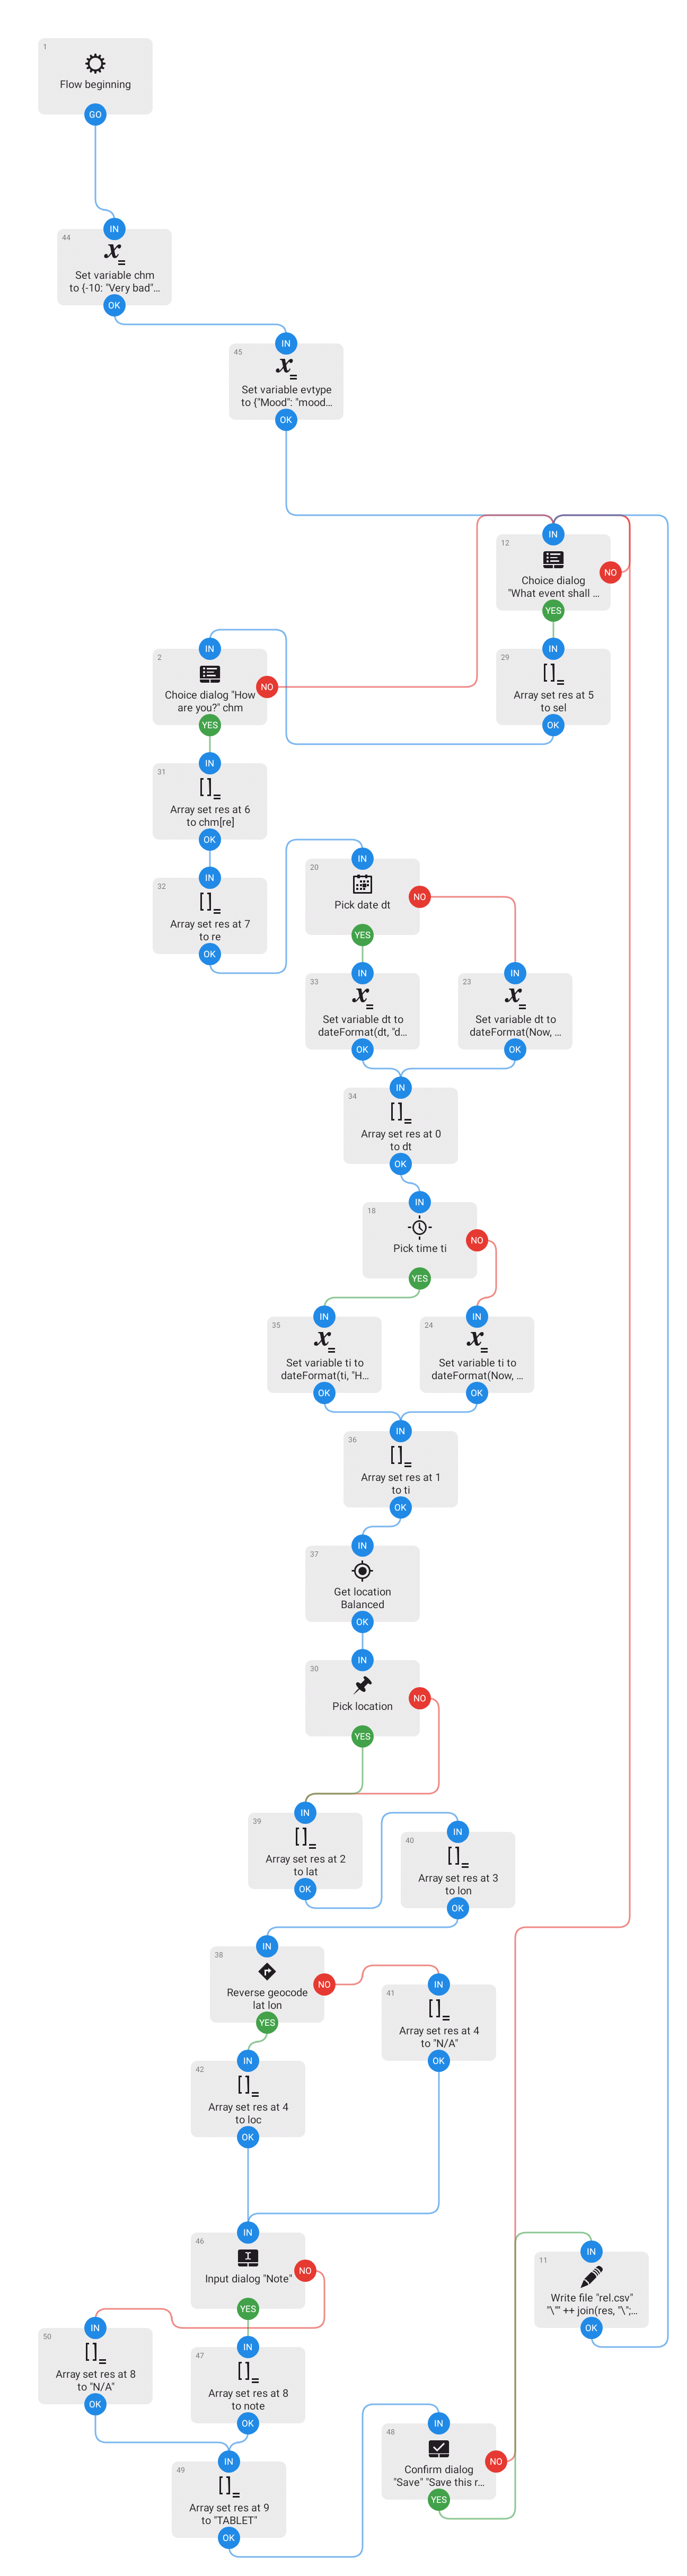 1
Flow beginning
GO
IN
44
Set variable chm
to {-10: "Very bad"...
OK
IN
45
Set variable evtype
to {"Mood": "mood...
OK
IN
12
Choice dialog
"What event shall ...
NO
YES
IN
2
Choice dialog "How
are you?" chm
NO
YES
IN
29
Array set res at 5
to sel
OK
IN
31
Array set res at 6
to chm[re]
OK
IN
32
Array set res at 7
to re
OK
IN
20
Pick date dt
NO
YES
IN
33
Set variable dt to
dateFormat(dt, "d...
OK
IN
23
Set variable dt to
dateFormat(Now, ...
OK
IN
34
Array set res at 0
to dt
OK
IN
18
Pick time ti
NO
YES
IN
35
Set variable ti to
dateFormat(ti, "H...
OK
IN
24
Set variable ti to
dateFormat(Now, ...
OK
IN
36
Array set res at 1
to ti
OK
IN
37
Get location
Balanced
OK
IN
30
Pick location
NO
YES
IN
39
Array set res at 2
to lat
OK
IN
40
Array set res at 3
to lon
OK
IN
38
Reverse geocode
lat lon
NO
YES
IN
41
Array set res at 4
to "N/A"
OK
IN
42
Array set res at 4
to loc
OK
IN
46
Input dialog "Note"
NO
YES
IN
11
Write file "rel.csv"
"\"" ++ join(res, "\";...
OK
IN
50
Array set res at 8
to "N/A"
OK
IN
47
Array set res at 8
to note
OK
IN
48
Confirm dialog
"Save" "Save this r...
NO
YES
IN
49
Array set res at 9
to "TABLET"
OK